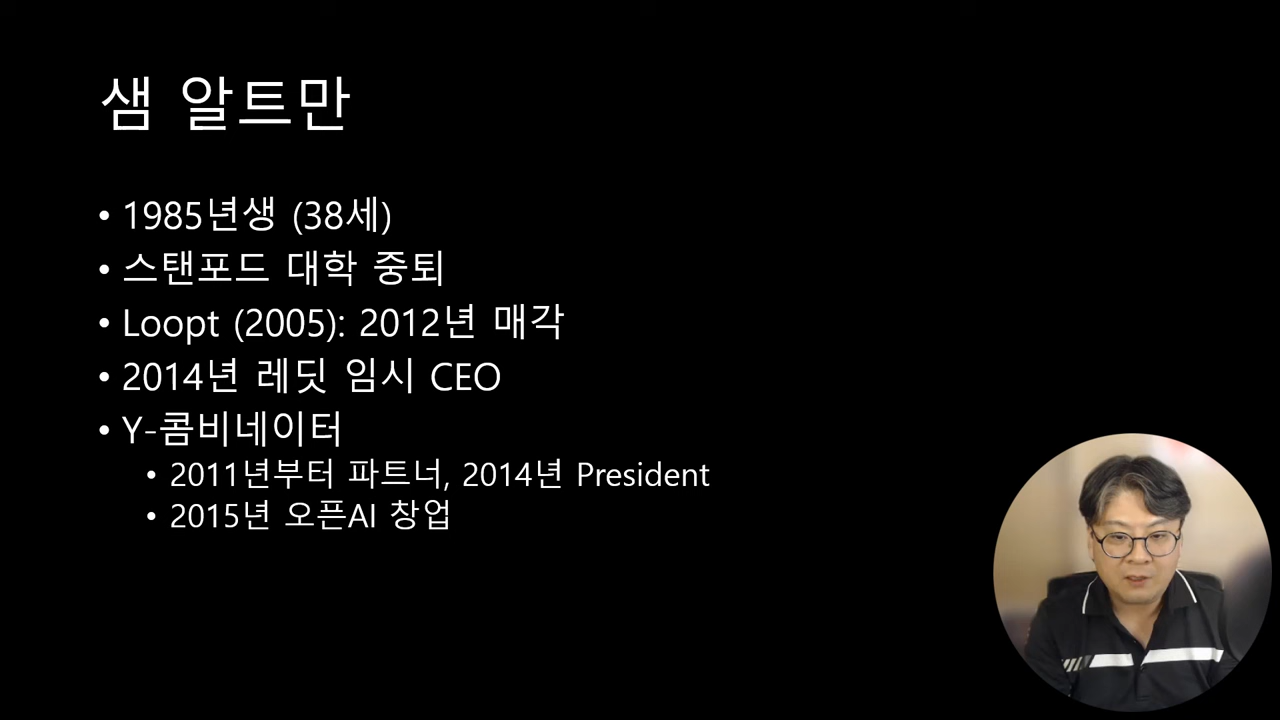 샘 알트만
• 1985년생 (38세)
• 스탠포드 대학 중퇴
• Loopt (2005): 2012년 매각
• 2014년 레딧 임시 CEO
• Y-콤비네이터
• 2011년부터 파트너, 2014년 President
• 2015년 오픈AI 창업